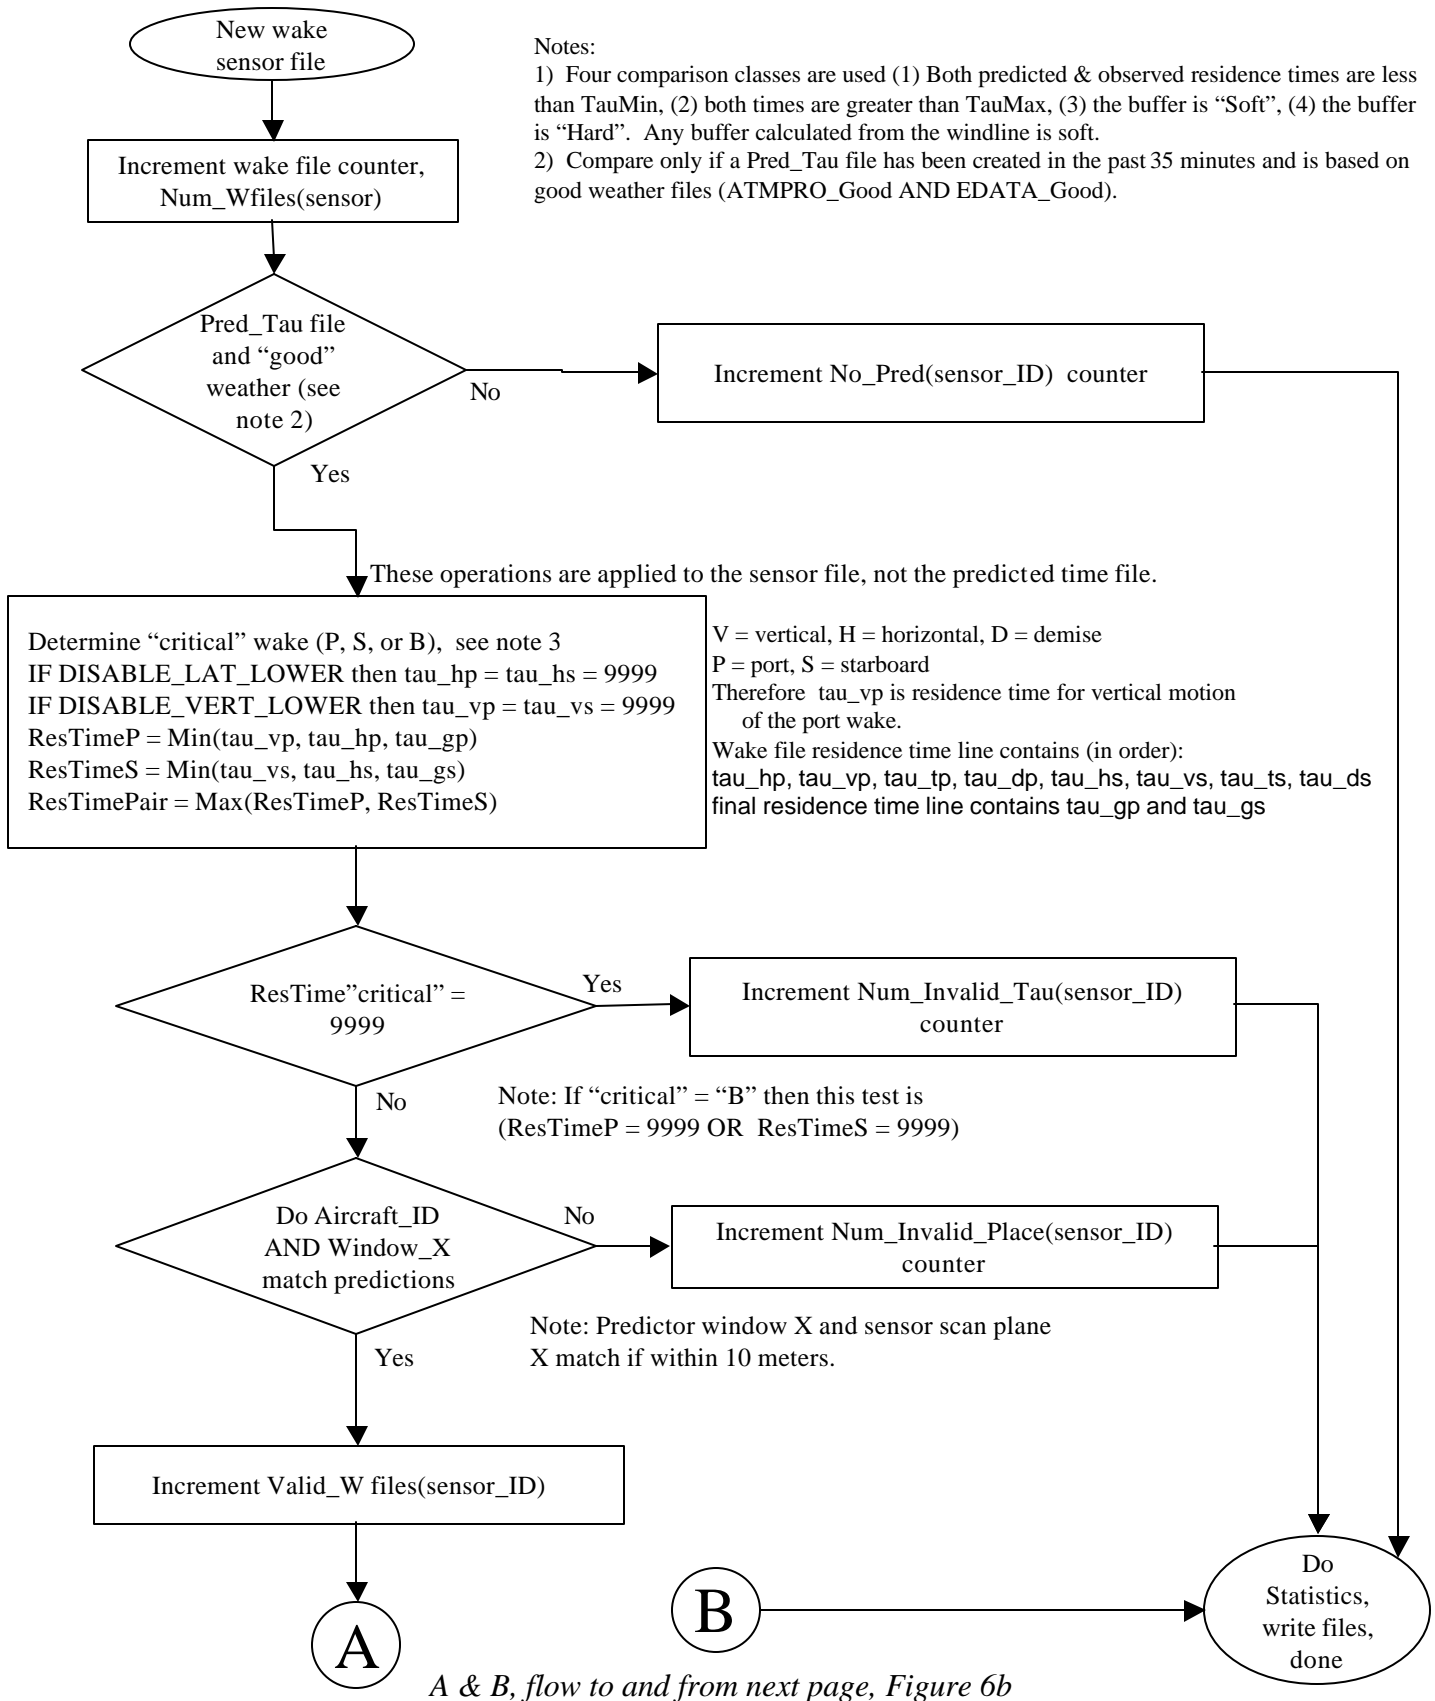 New wake
sensor file
Notes:
1)  Four comparison classes are used (1) Both predicted & observed residence times are less
than TauMin, (2) both times are greater than TauMax, (3) the buffer is “Soft”, (4) the buffer
is “Hard”.  Any buffer calculated from the windline is soft.
2)  Compare only if a Pred_Tau file has been created in the past 35 minutes and is based on
good weather files (ATMPRO_Good AND EDATA_Good).
Increment wake file counter,
Num_Wfiles(sensor)
Pred_Tau file
and “good”
weather (see
note 2)
No
Increment No_Pred(sensor_ID)  counter
Yes
These operations are applied to the sensor file, not the predicted time file.
Determine “critical” wake (P, S, or B),  see note 3
IF DISABLE_LAT_LOWER then tau_hp = tau_hs = 9999
IF DISABLE_VERT_LOWER then tau_vp = tau_vs = 9999
ResTimeP = Min(tau_vp, tau_hp, tau_gp)
ResTimeS = Min(tau_vs, tau_hs, tau_gs)
ResTimePair = Max(ResTimeP, ResTimeS)
V = vertical, H = horizontal, D = demise
P = port, S = starboard
Therefore  tau_vp is residence time for vertical motion
of the port wake.
Wake file residence time line contains (in order):
tau_hp, tau_vp, tau_tp, tau_dp, tau_hs, tau_vs, tau_ts, tau_ds
final residence time line contains tau_gp and tau_gs
ResTime”critical” =
9999
Yes
Increment Num_Invalid_Tau(sensor_ID)
counter
No
Note: If “critical” = “B” then this test is
(ResTimeP = 9999 OR  ResTimeS = 9999)
Do Aircraft_ID
AND Window_X
match predictions
No
Increment Num_Invalid_Place(sensor_ID)
counter
Note: Predictor window X and sensor scan plane
X match if within 10 meters.
Yes
Increment Valid_W files(sensor_ID)
A
B
Do
Statistics,
write files,
done
A & B, flow to and from next page, Figure 6b